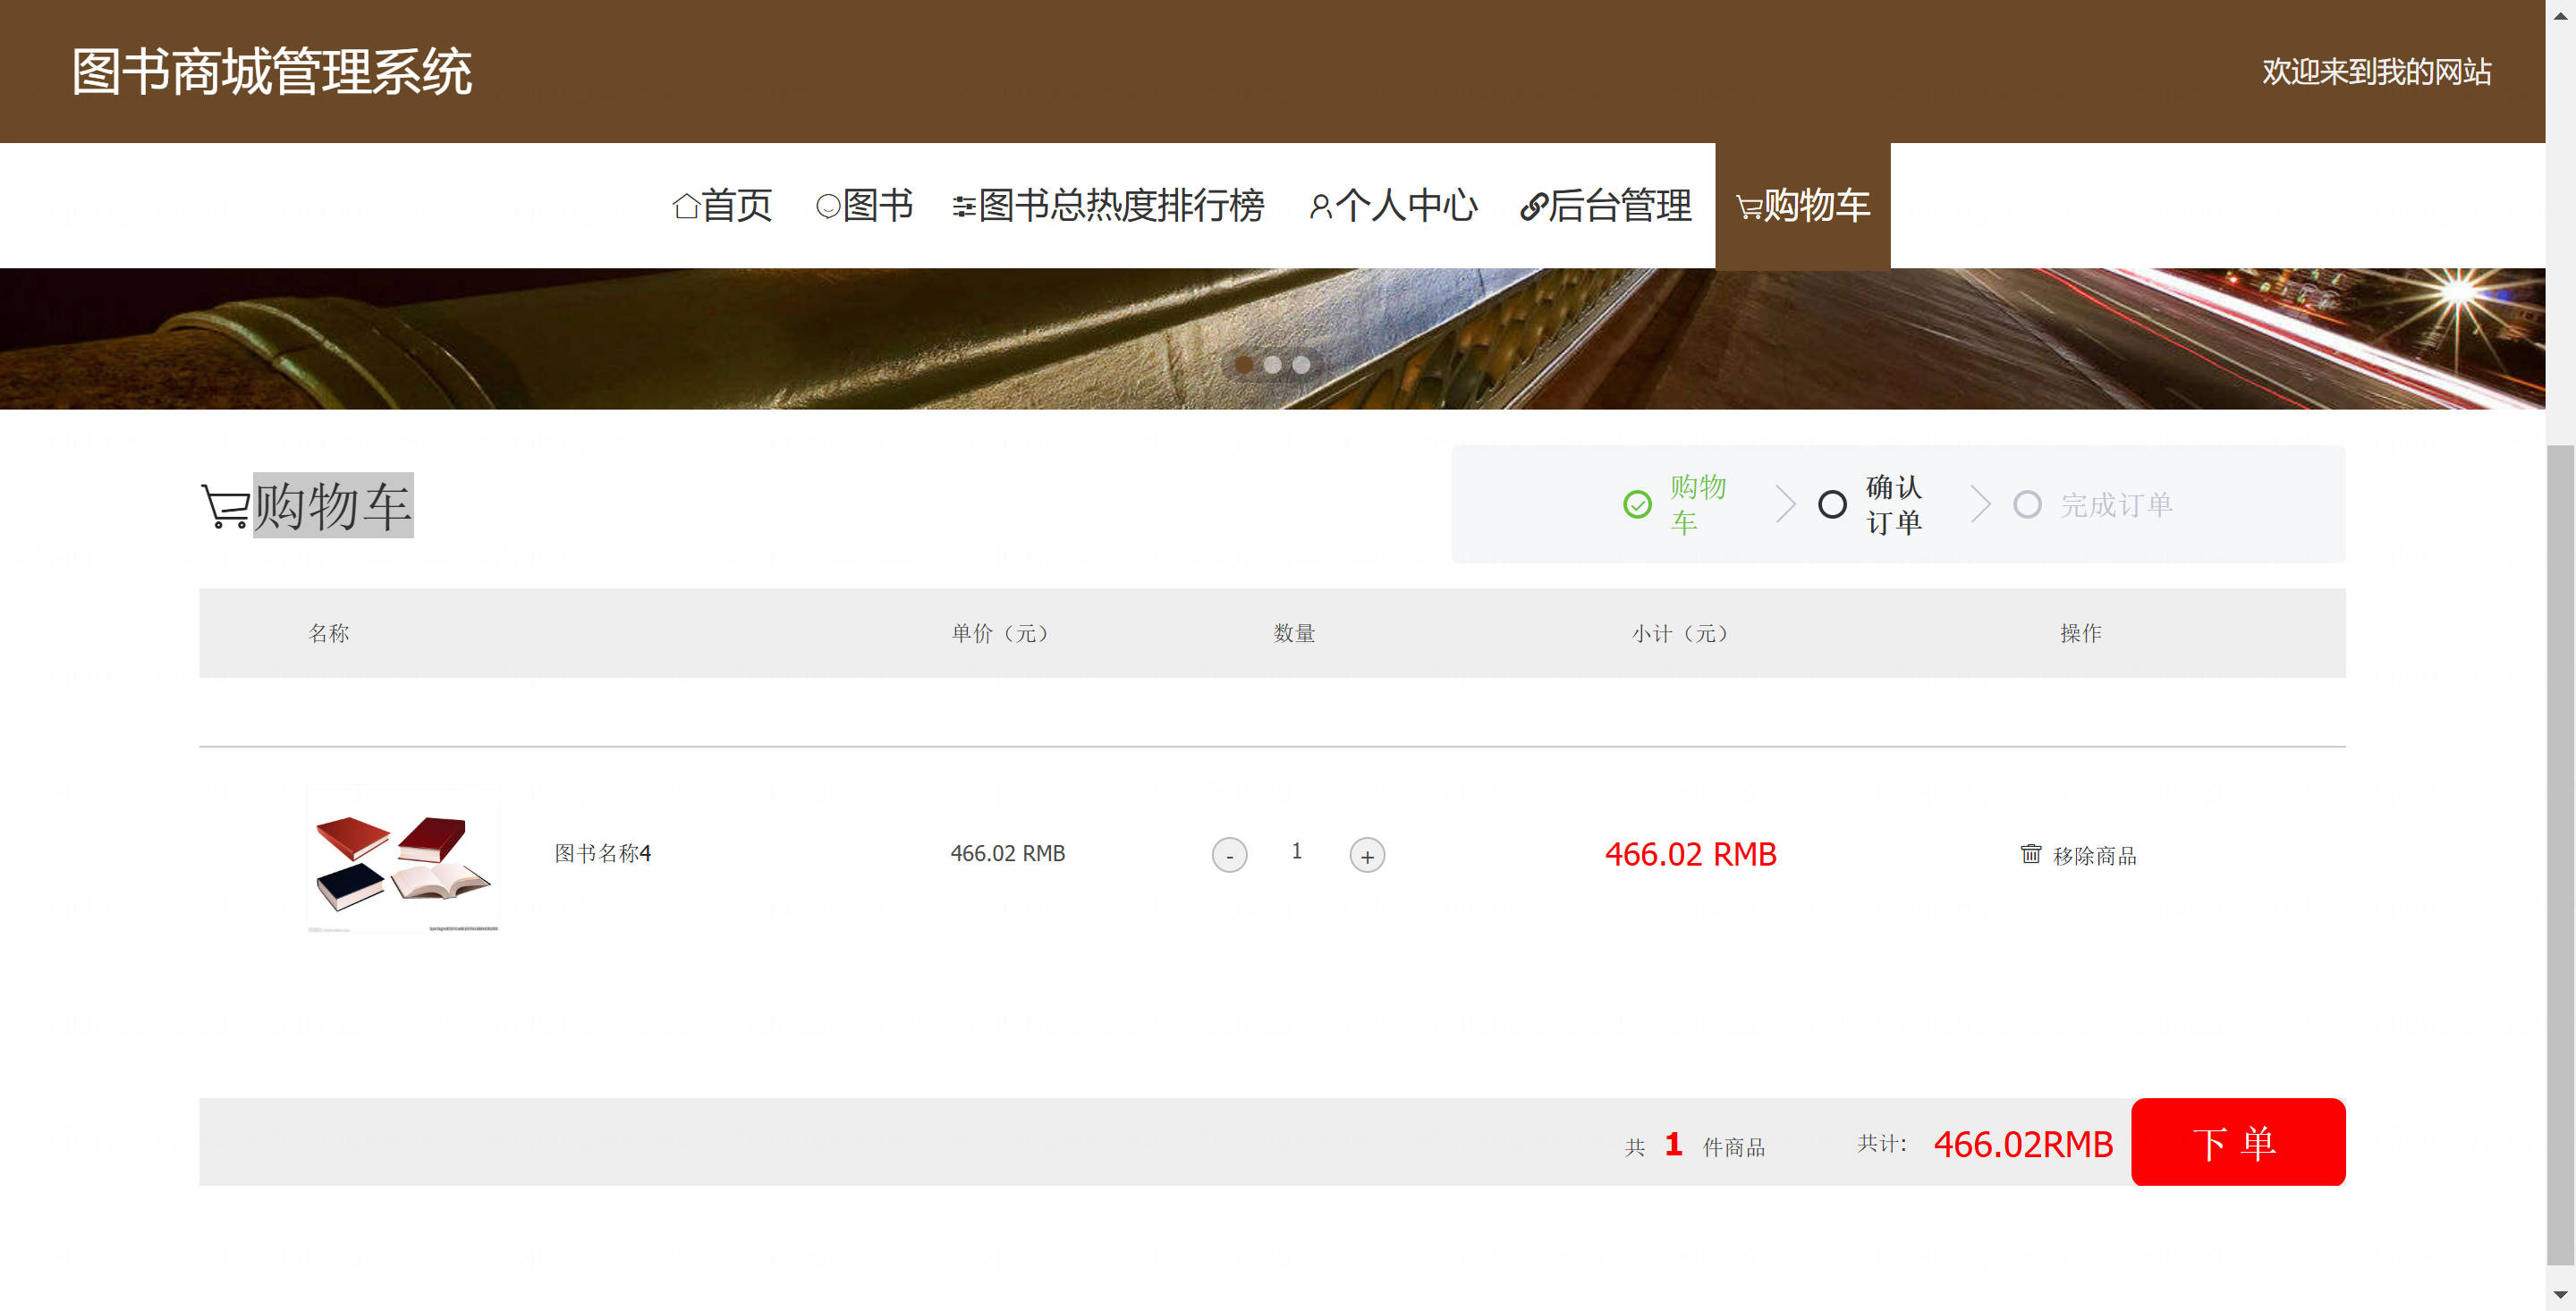 图书商城管理系统
欢迎来到我的网站
首页 图书 图书总热度排行榜 个人中心 后台管理 购物车
购物车
购物
车
确认
订单
完成订单
名称 单价（元） 数量 小计（元） 操作
图书名称4 466.02 RMB - 1 + 466.02 RMB 移除商品
共 1 件商品 共计: 466.02RMB 下单